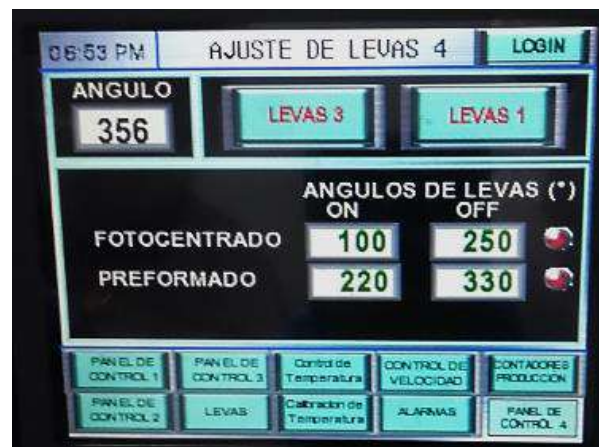 06:53 PM AJUSTE DE LEVAS 4 LOGIN
ANGULO
356
LEVAS 3 LEVAS 1
ANGULOS DE LEVAS (°)
ON OFF
FOTOCENTRADO 100 250
PREFORMADO 220 330
PANEL DE CONTROL 1
PANEL DE CONTROL 3
Control de Temperatura
CONTROL DE VELOCIDAD
CONTADORES PRODUCCION
PANEL DE CONTROL 2
LEVAS
Calibracion de Temperatura
ALARMAS
PANEL DE CONTROL 4